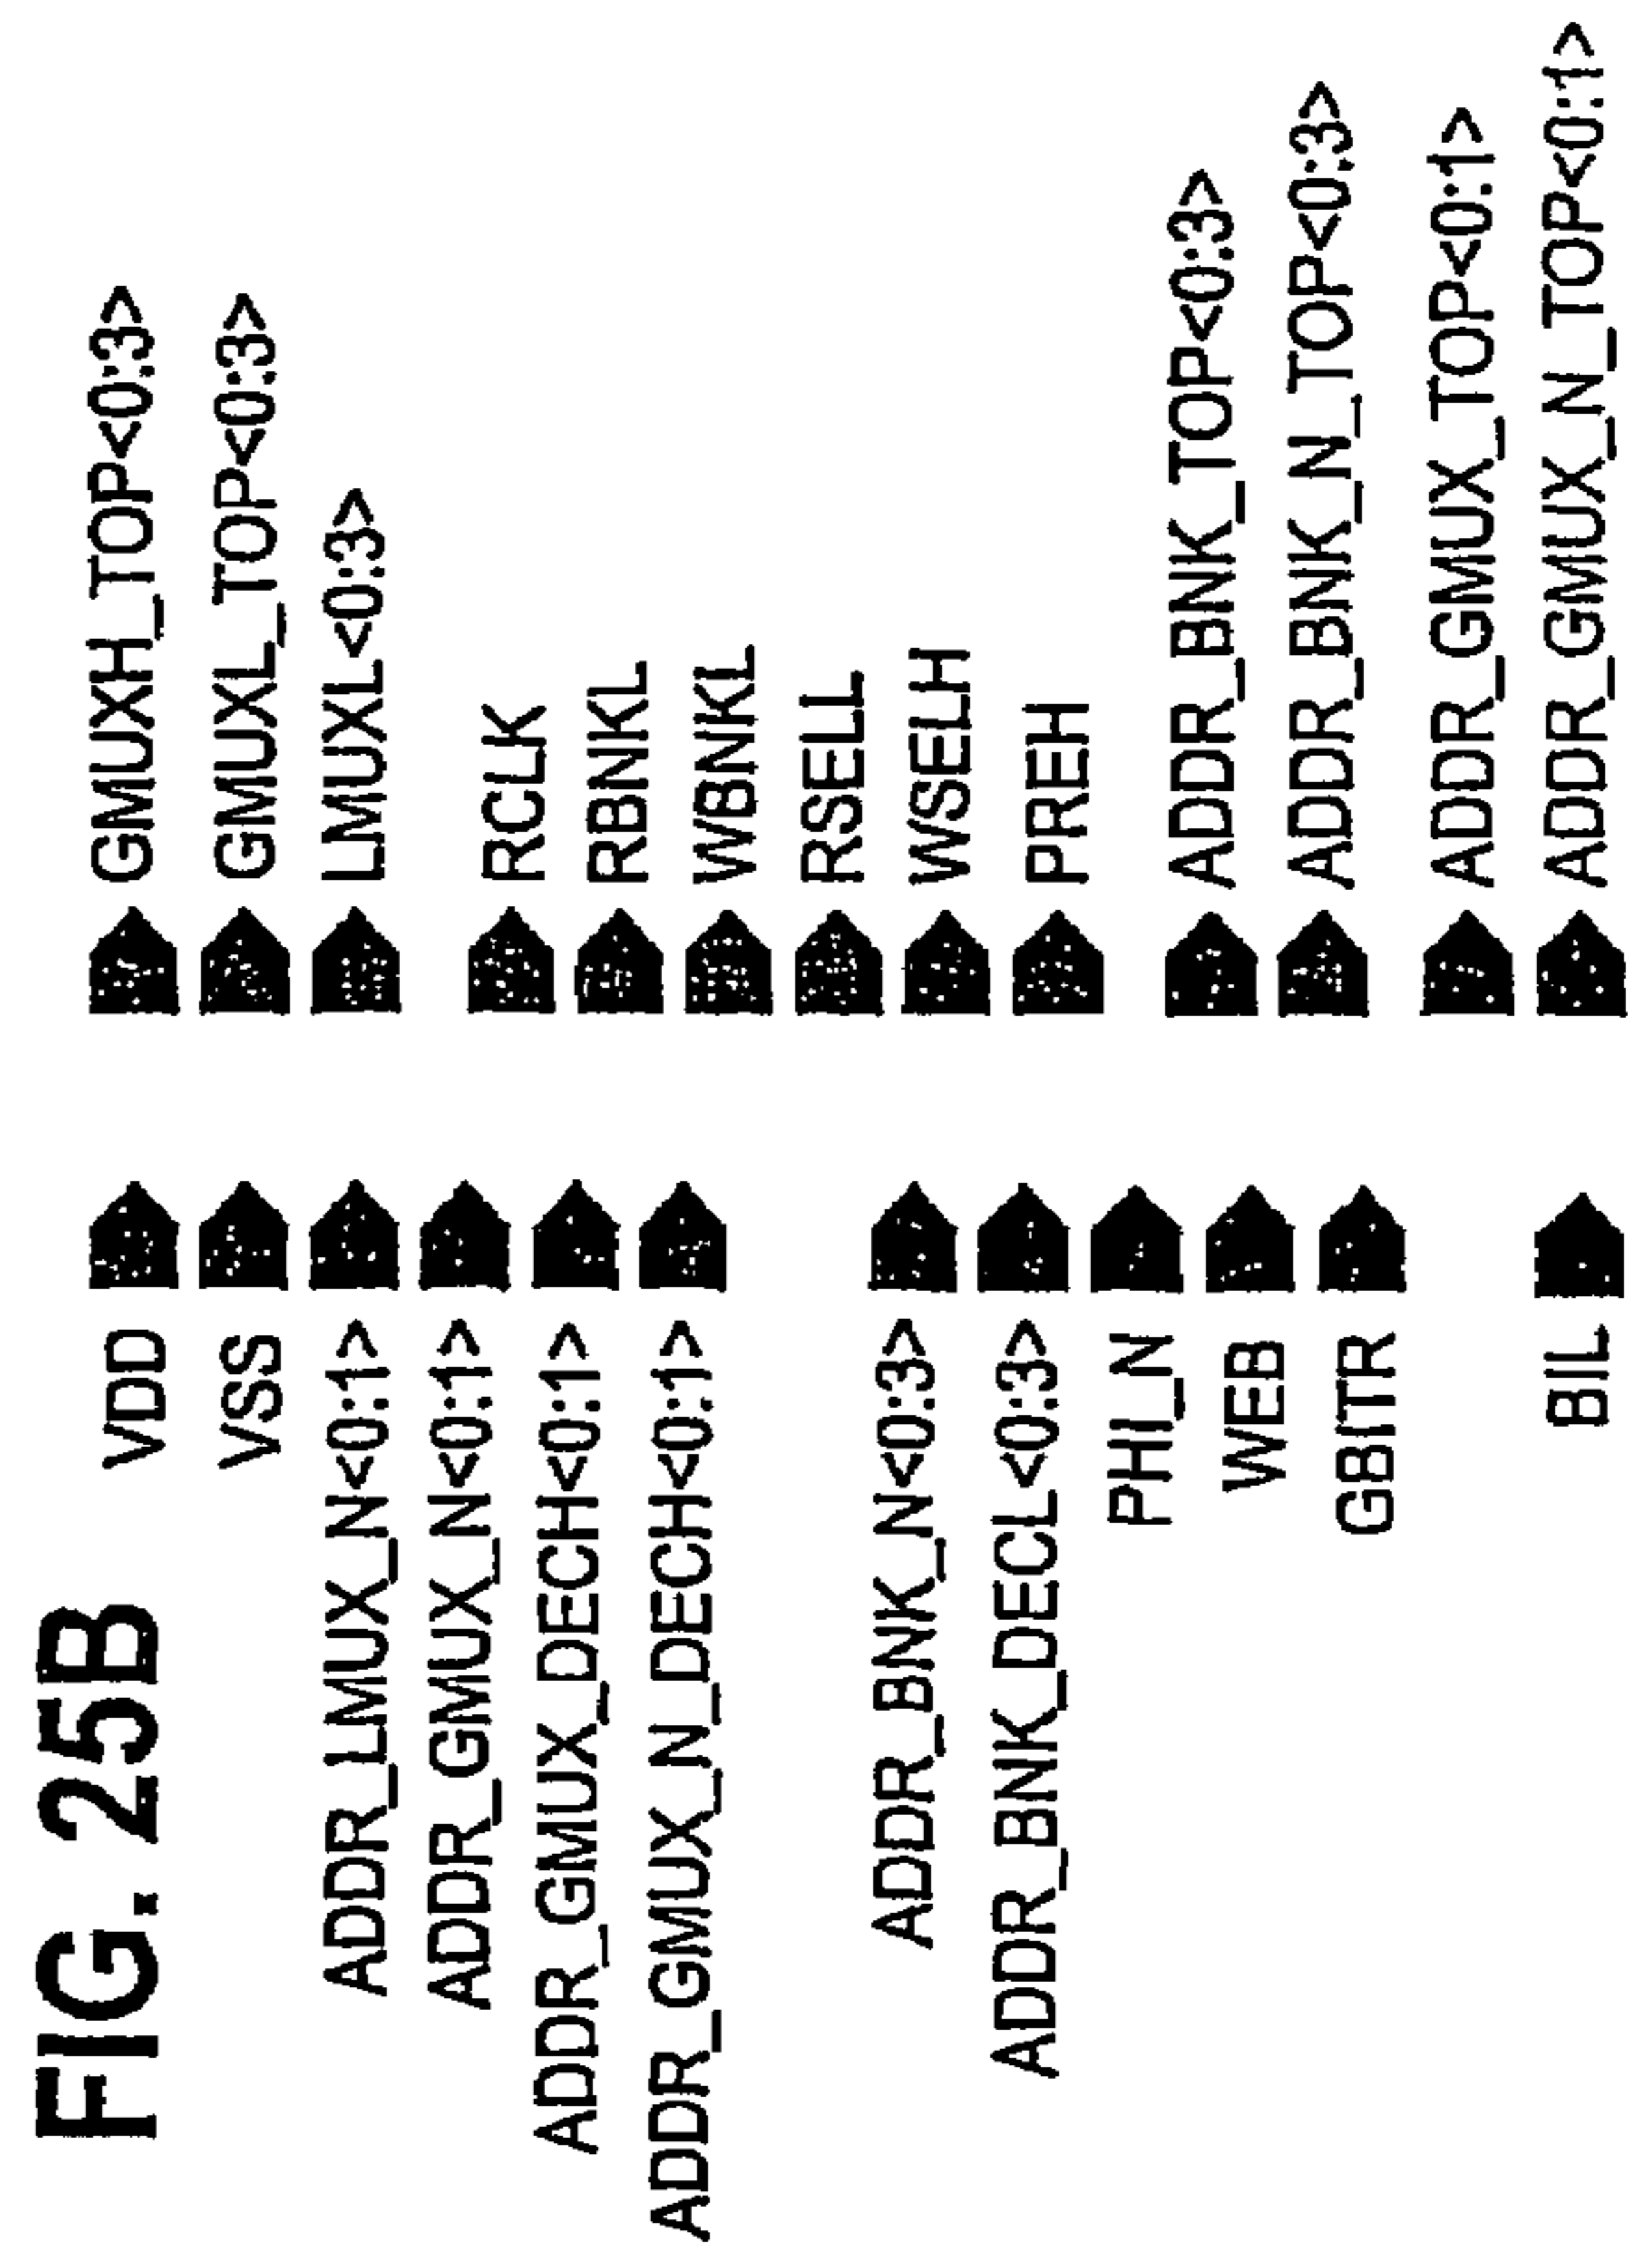 FIG. 25B
VDD
VSS
ADDR_LMUX_N<0:1>
ADDR_GMUX_N<0:1>
ADDR_GMUX_DECH<0:1>
ADDR_GMUX_N_DECH<0:1>
ADDR_BNK_N<0:3>
ADDR_BNK_DECL<0:3>
PHI_N
WEB
G8ITR
BIL
GMUXH_TOP<0:3>
GMUXL_TOP<0:3>
LMUXL<0:3>
RCLK
RBNKL
WBNKL
RSELL
WSELH
PREH
ADDR_BNK_TOP<0:3>
ADDR_BNK_N_TOP<0:3>
ADDR_GMUX_TOP<0:1>
ADDR_GMUX_N_TOP<0:1>